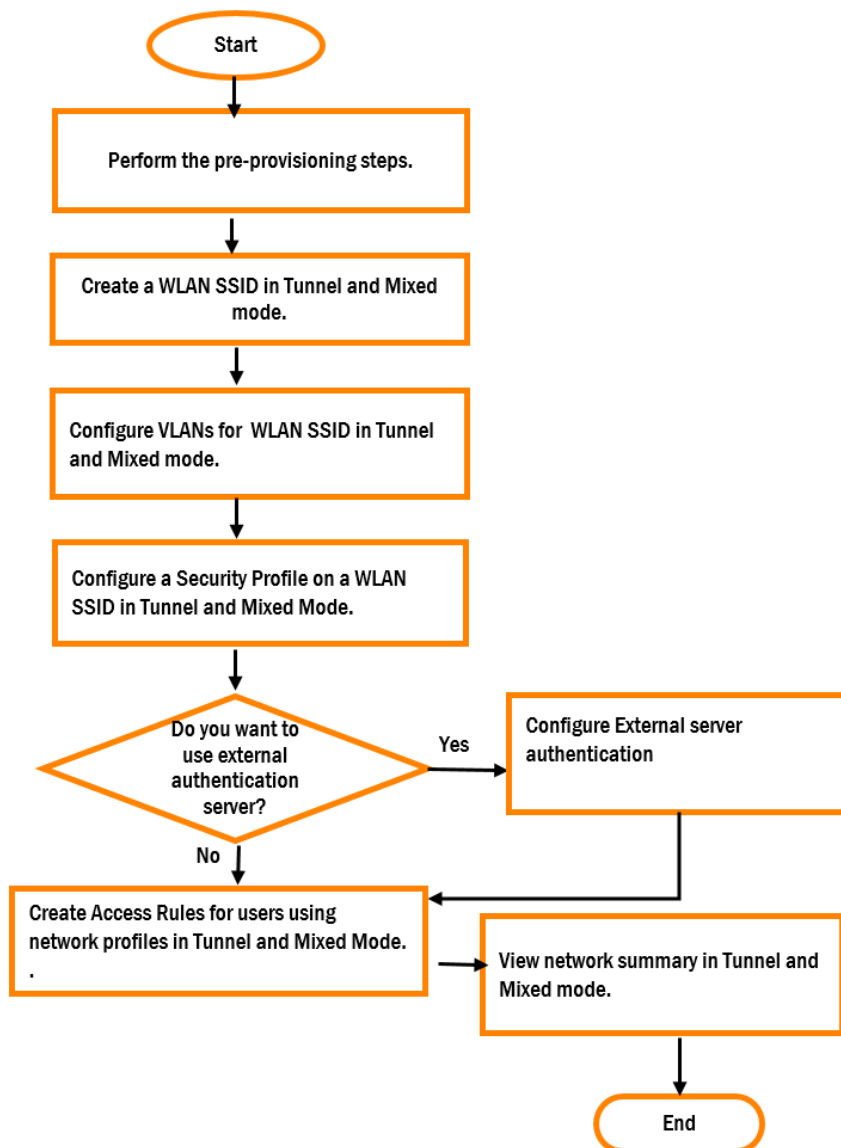 Start
Perform the pre-provisioning steps.
Create a WLAN SSID in Tunnel and Mixed
mode.
Configure VLANs for WLAN SSID in Tunnel
and Mixed mode.
Configure a Security Profile on a WLAN
SSID in Tunnel and Mixed Mode.
Do you want to
use external
authentication
server?
Yes
Configure External server
authentication
No
Create Access Rules for users using
network profiles in Tunnel and Mixed Mode.
.
View network summary in Tunnel and
Mixed mode.
End